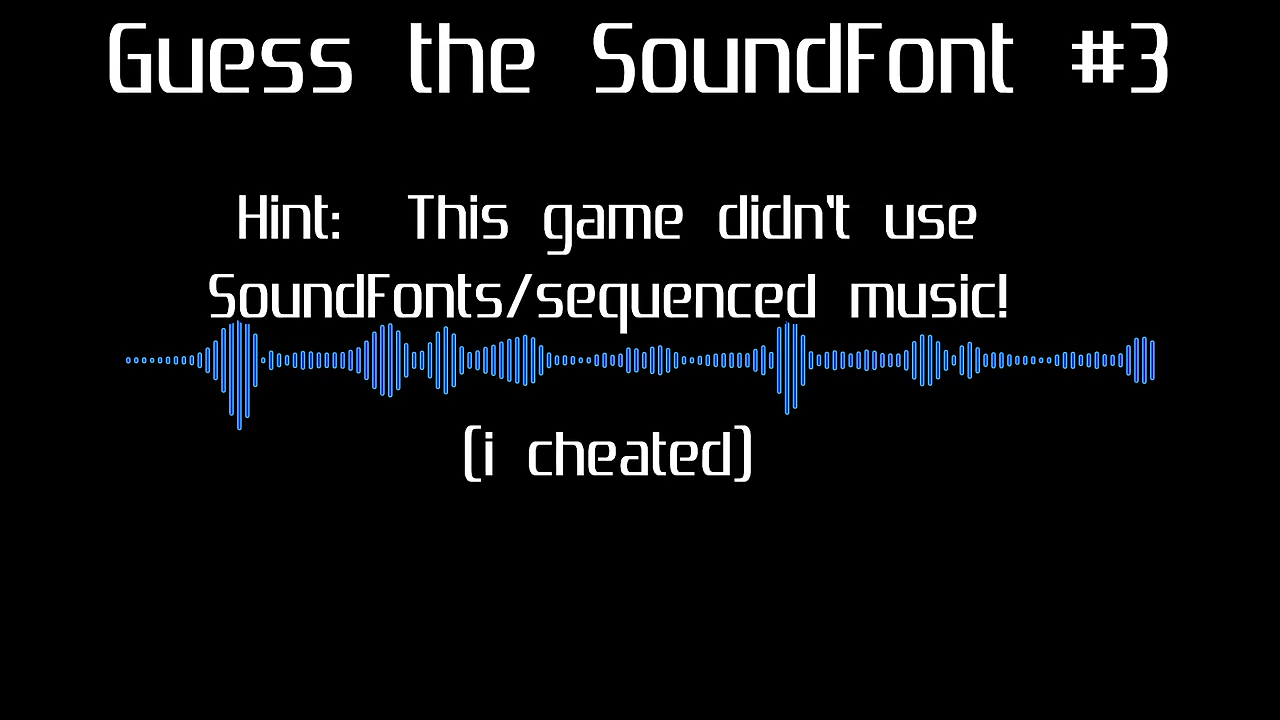 Guess the SoundFont #3
Hint: This game didn't use
SoundFonts/sequenced music!
(i cheated)